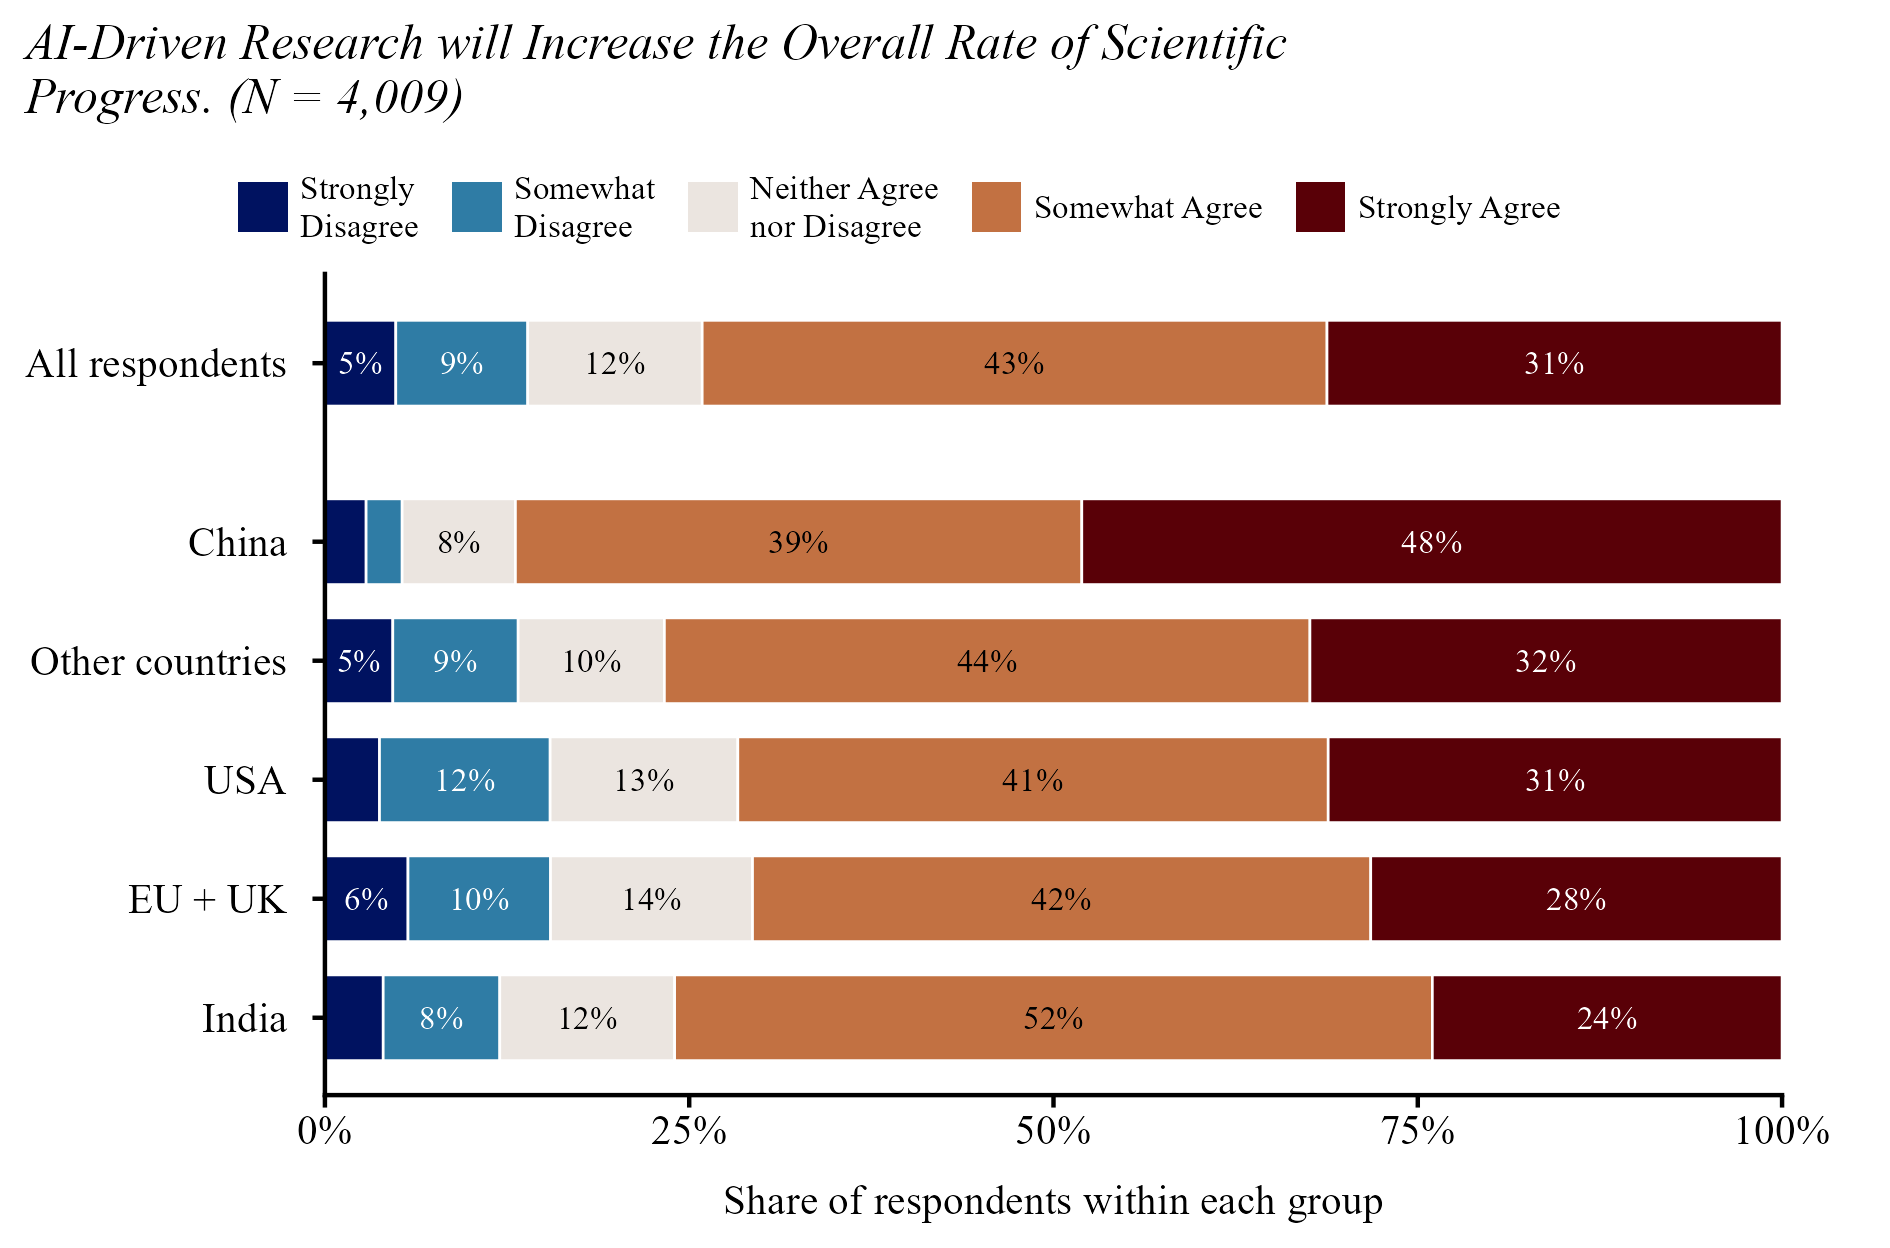 AI-Driven Research will Increase the Overall Rate of Scientific
Progress. (N = 4,009)
Strongly
Disagree
Somewhat
Disagree
Neither Agree
nor Disagree
Somewhat Agree
Strongly Agree
All respondents 5% 9% 12% 43% 31%
China 8% 39% 48%
Other countries 5% 9% 10% 44% 32%
USA 12% 13% 41% 31%
EU + UK 6% 10% 14% 42% 28%
India 8% 12% 52% 24%
0% 25% 50% 75% 100%
Share of respondents within each group